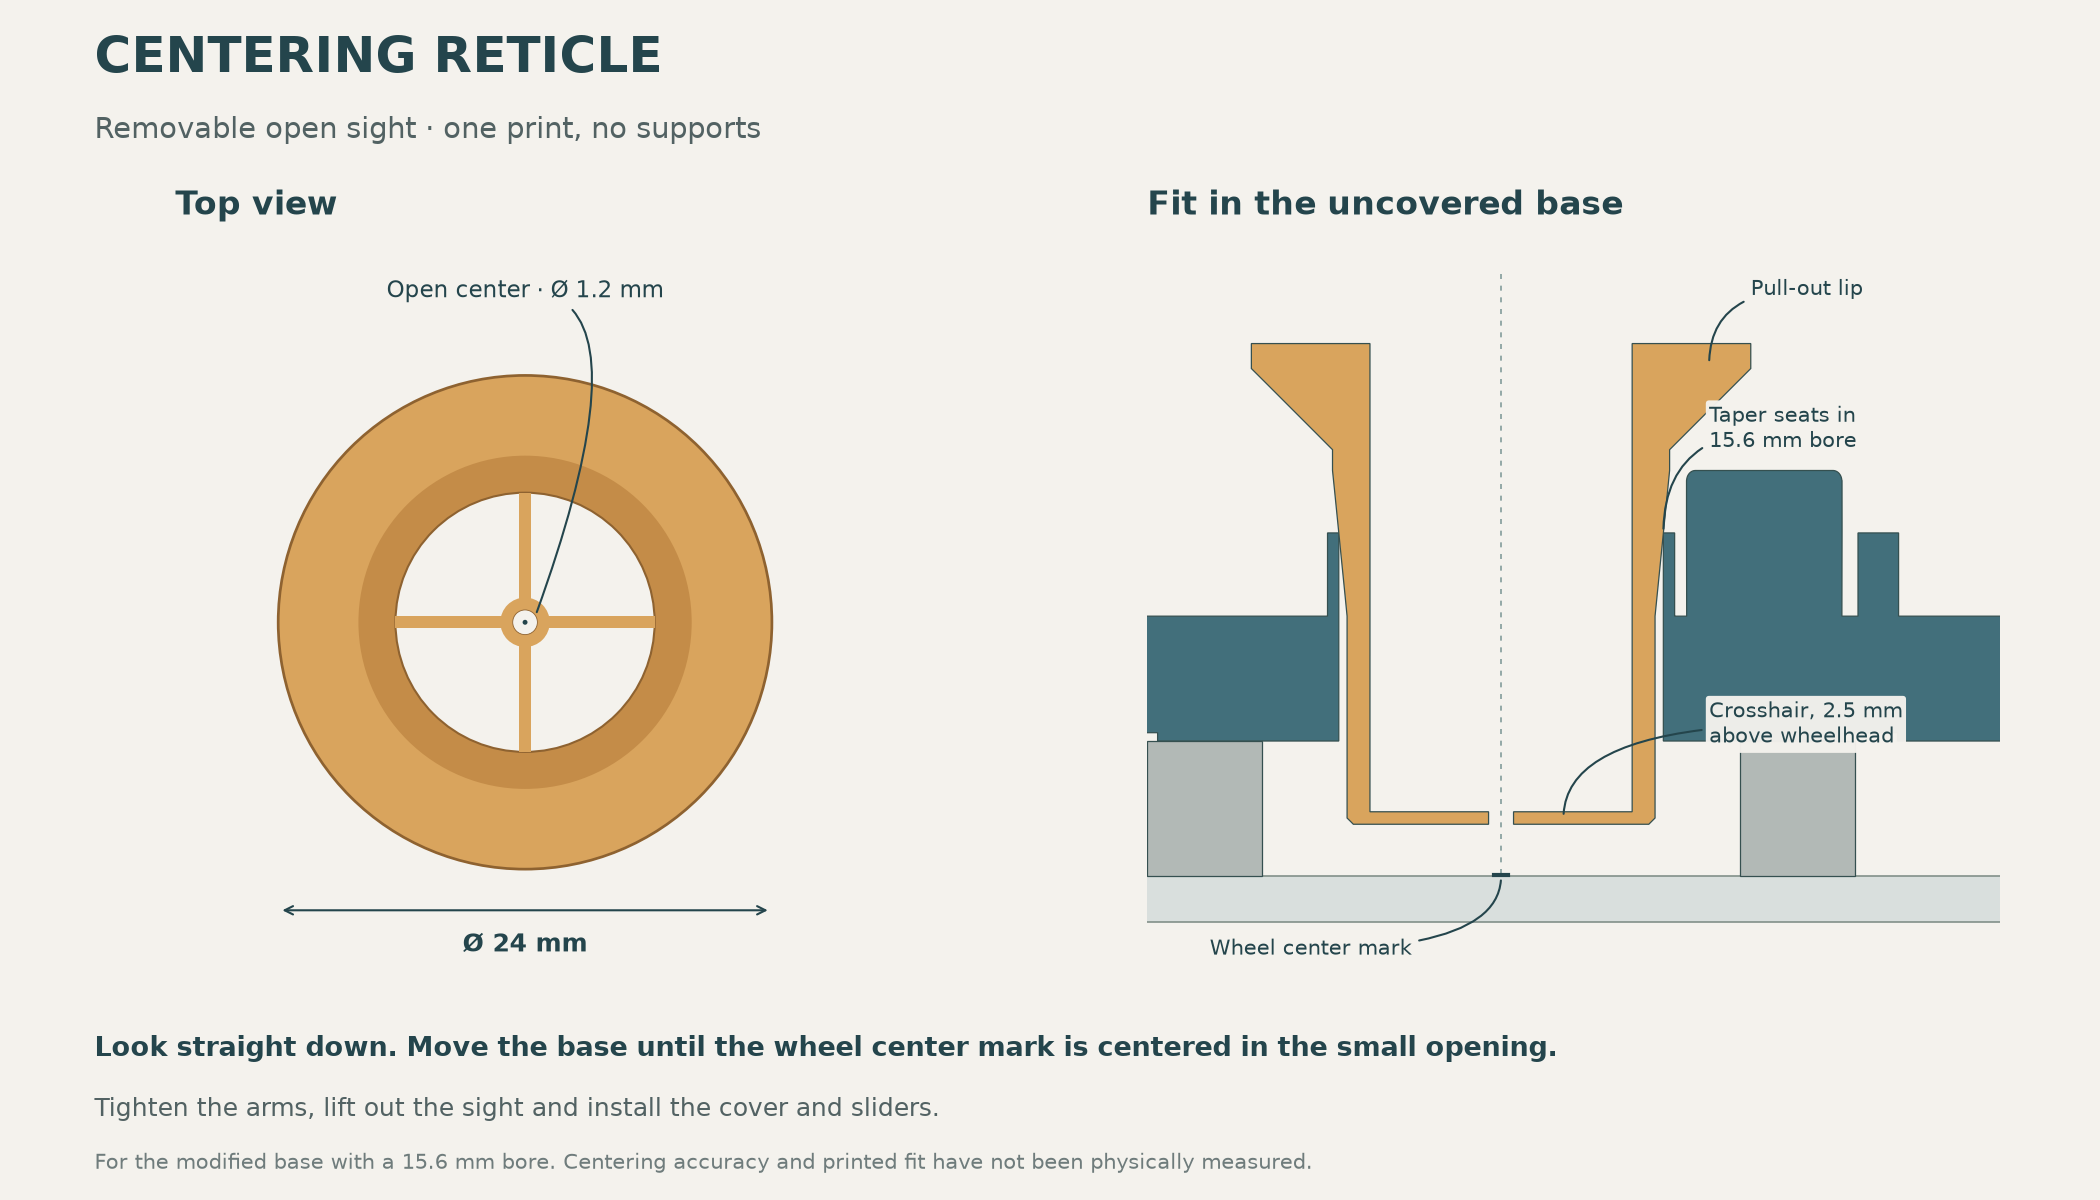 CENTERING RETICLE
Removable open sight · one print, no supports
Top view
Open center · Ø 1.2 mm
Ø 24 mm
Fit in the uncovered base
Pull-out lip
Taper seats in
15.6 mm bore
Crosshair, 2.5 mm
above wheelhead
Wheel center mark
Look straight down. Move the base until the wheel center mark is centered in the small opening.
Tighten the arms, lift out the sight and install the cover and sliders.
For the modified base with a 15.6 mm bore. Centering accuracy and printed fit have not been physically measured.